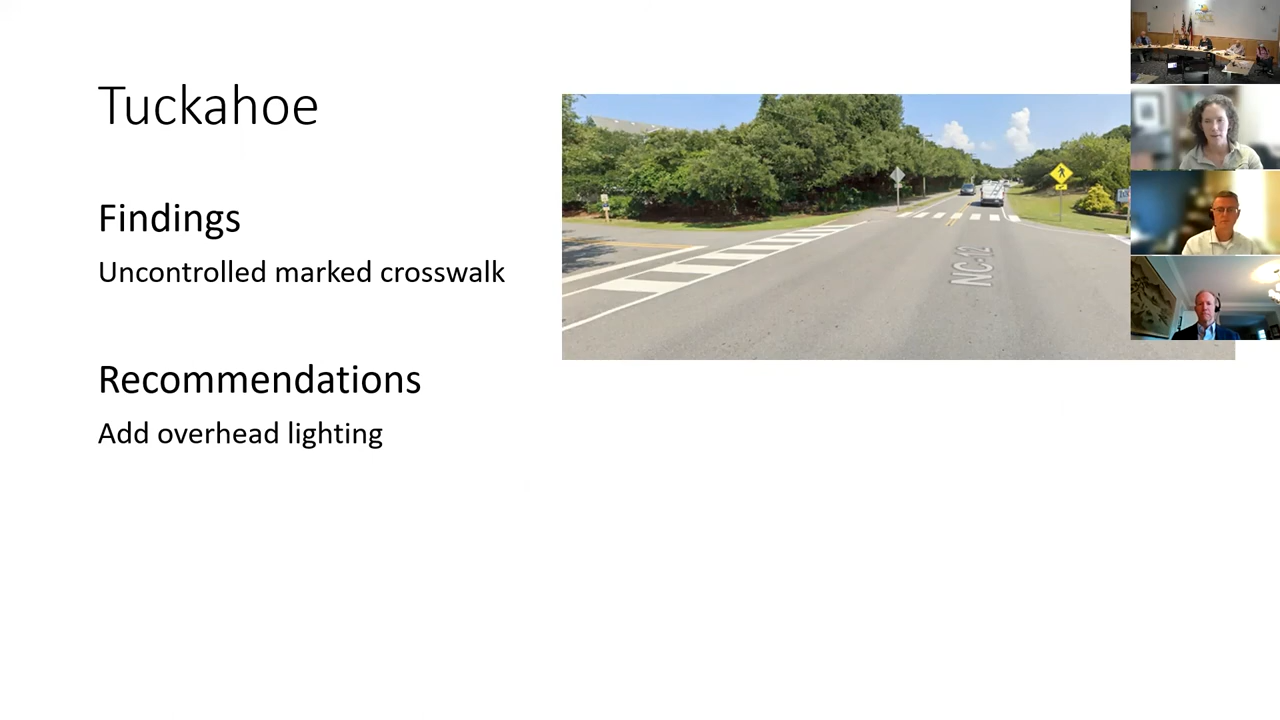 Tuckahoe
Findings
Uncontrolled marked crosswalk
Recommendations
Add overhead lighting
NC-12